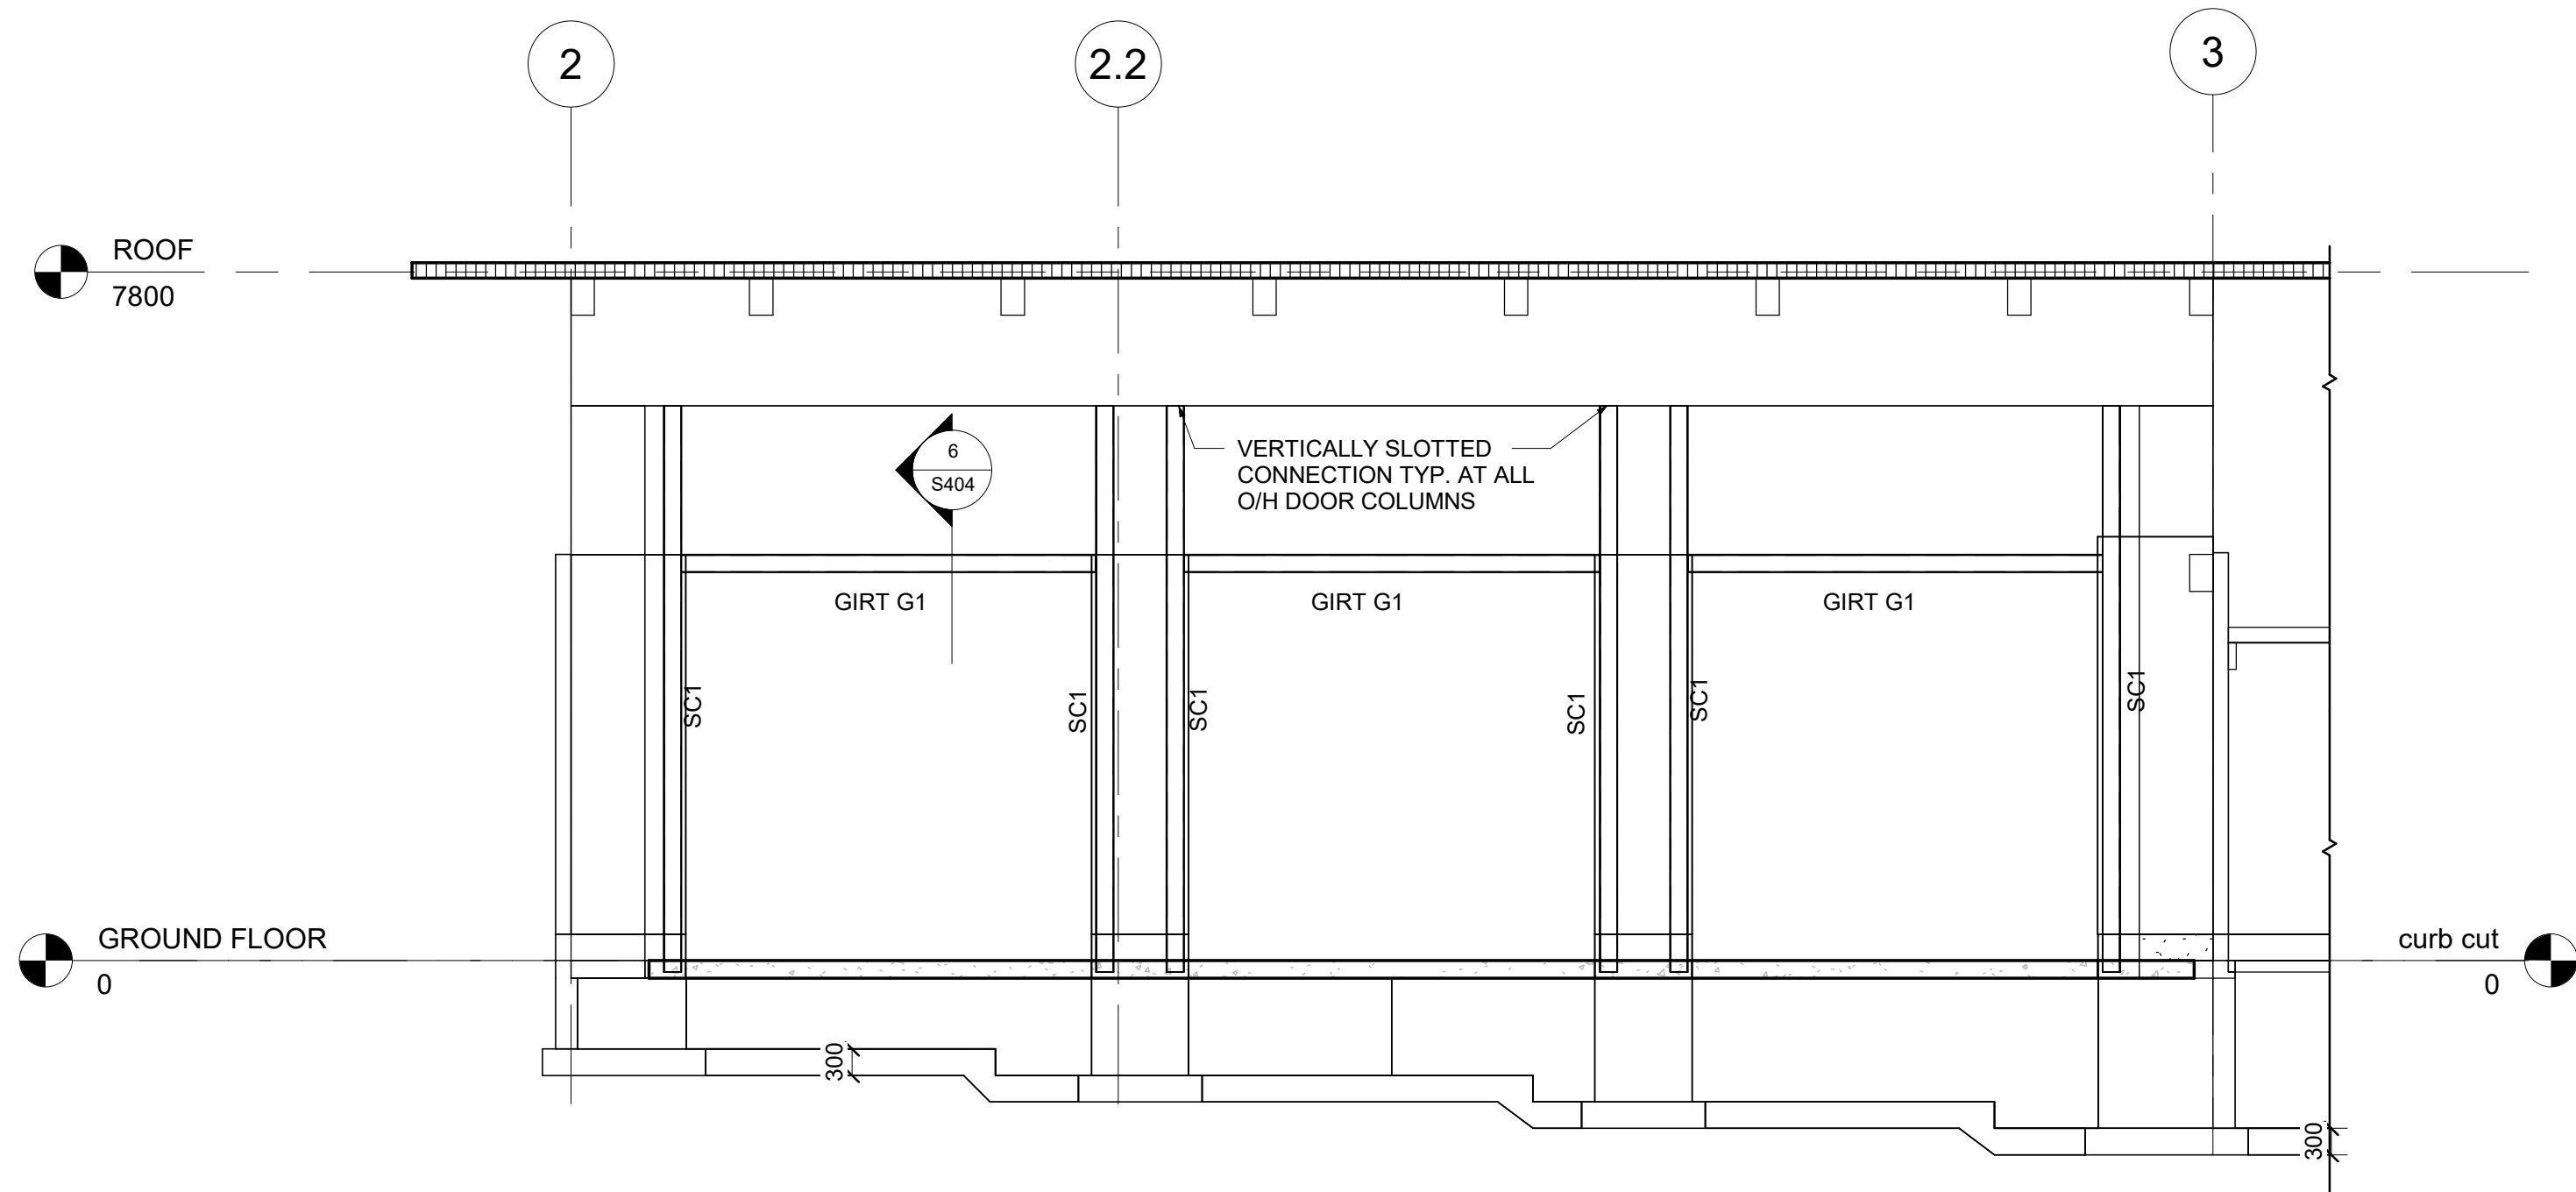 2
2.2
3
ROOF
7800
6
S404
VERTICALLY SLOTTED
CONNECTION TYP. AT ALL
O/H DOOR COLUMNS
GIRT G1
GIRT G1
GIRT G1
SC1
SC1
SC1
SC1
SC1
SC1
GROUND FLOOR
0
curb cut
0
300
300